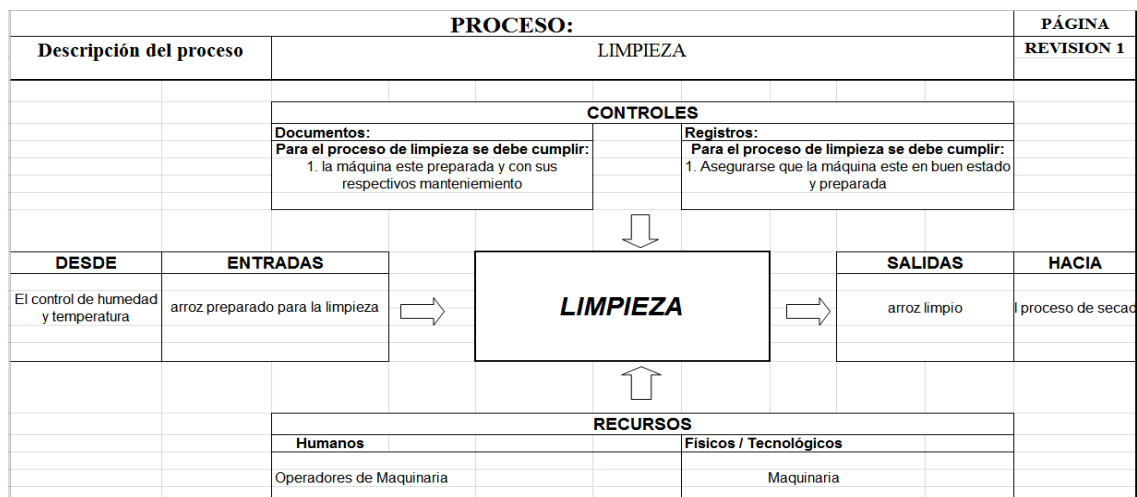 PROCESO:
PÁGINA
Descripción del proceso
LIMPIEZA
REVISION 1
CONTROLES
Documentos:
Registros:
Para el proceso de limpieza se debe cumplir:
Para el proceso de limpieza se debe cumplir:
1. la máquina este preparada y con sus
respectivos manteniemiento
1. Asegurarse que la máquina este en buen estado
y preparada
DESDE
ENTRADAS
SALIDAS
HACIA
El control de humedad
y temperatura
arroz preparado para la limpieza
LIMPIEZA
arroz limpio
l proceso de secad
RECURSOS
Humanos
Físicos / Tecnológicos
Operadores de Maquinaria
Maquinaria